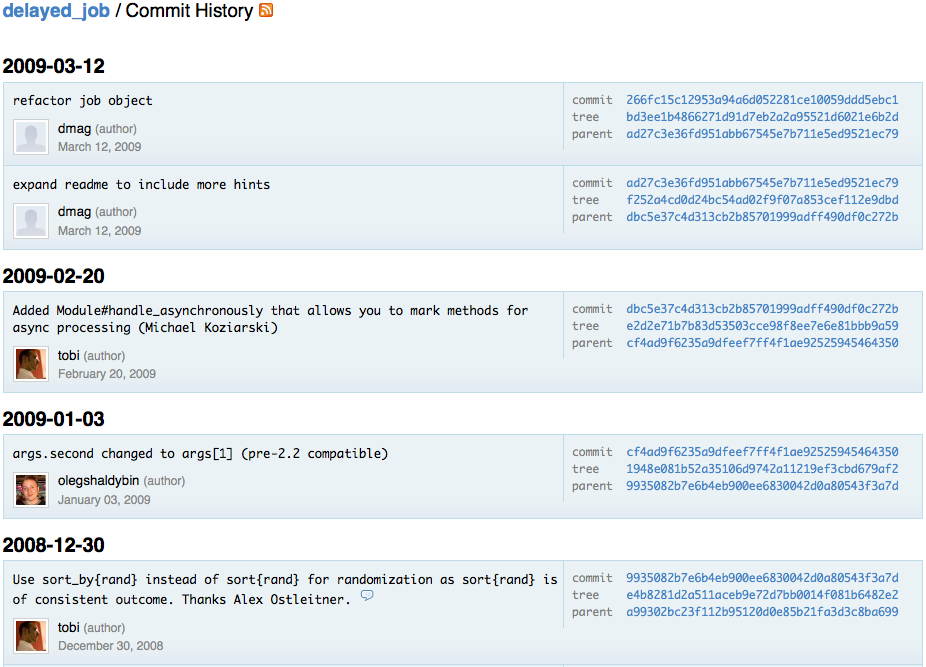 delayed_job / Commit History
2009-03-12
refactor job object
dmag (author)
March 12, 2009
commit 266fc15c12953a94a6d052281ce10059ddd5ebc1
tree bd3ee1b4866271d91d7eb2a2a95521d6021e6b2d
parent ad27c3e36fd951abb67545e7b711e5ed9521ec79
expand readme to include more hints
dmag (author)
March 12, 2009
commit ad27c3e36fd951abb67545e7b711e5ed9521ec79
tree f252a4cd0d24bc54ad02f9f07a853cef112e9dbd
parent dbc5e37c4d313cb2b85701999adff490df0c272b
2009-02-20
Added Module#handle_asynchronously that allows you to mark methods for
async processing (Michael Koziarski)
tobi (author)
February 20, 2009
commit dbc5e37c4d313cb2b85701999adff490df0c272b
tree e2d2e71b7b83d53503cce98f8ee7e6e81bbb9a59
parent cf4ad9f6235a9dfeef7ff4f1ae92525945464350
2009-01-03
args.second changed to args[1] (pre-2.2 compatible)
olegshaldybin (author)
January 03, 2009
commit cf4ad9f6235a9dfeef7ff4f1ae92525945464350
tree 1948e081b52a35106d9742a11219ef3cbd679af2
parent 9935082b7e6b4eb900ee6830042d0a80543f3a7d
2008-12-30
Use sort_by{rand} instead of sort{rand} for randomization as sort{rand} is
of consistent outcome. Thanks Alex Ostleitner.
tobi (author)
December 30, 2008
commit 9935082b7e6b4eb900ee6830042d0a80543f3a7d
tree e4b8281d2a511aceb9e72d7bb0014f081b6482e2
parent a99302bc23f112b95120d0e85b21fa3d3c8ba699